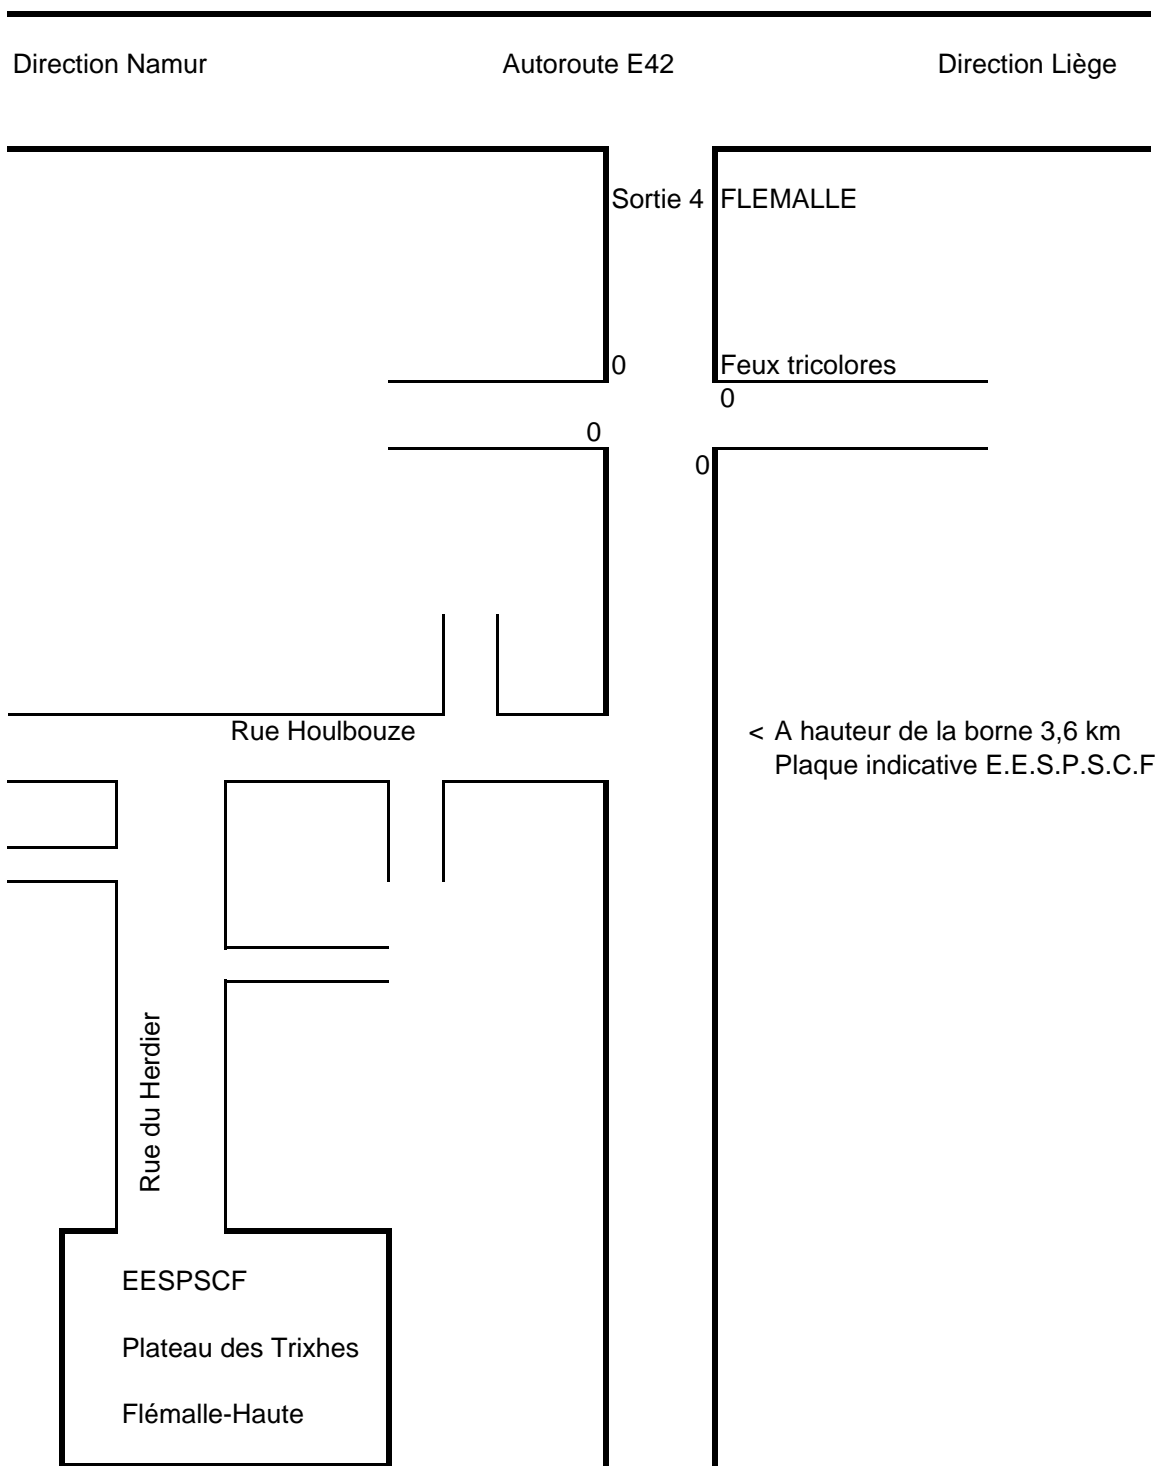 Direction Namur
Autoroute E42
Direction Liège
Sortie 4
FLEMALLE
0
Feux tricolores
0
0
0
Rue Houlbouze
< A hauteur de la borne 3,6 km
Plaque indicative E.E.S.P.S.C.F
Rue du Herdier
EESPSCF
Plateau des Trixhes
Flémalle-Haute